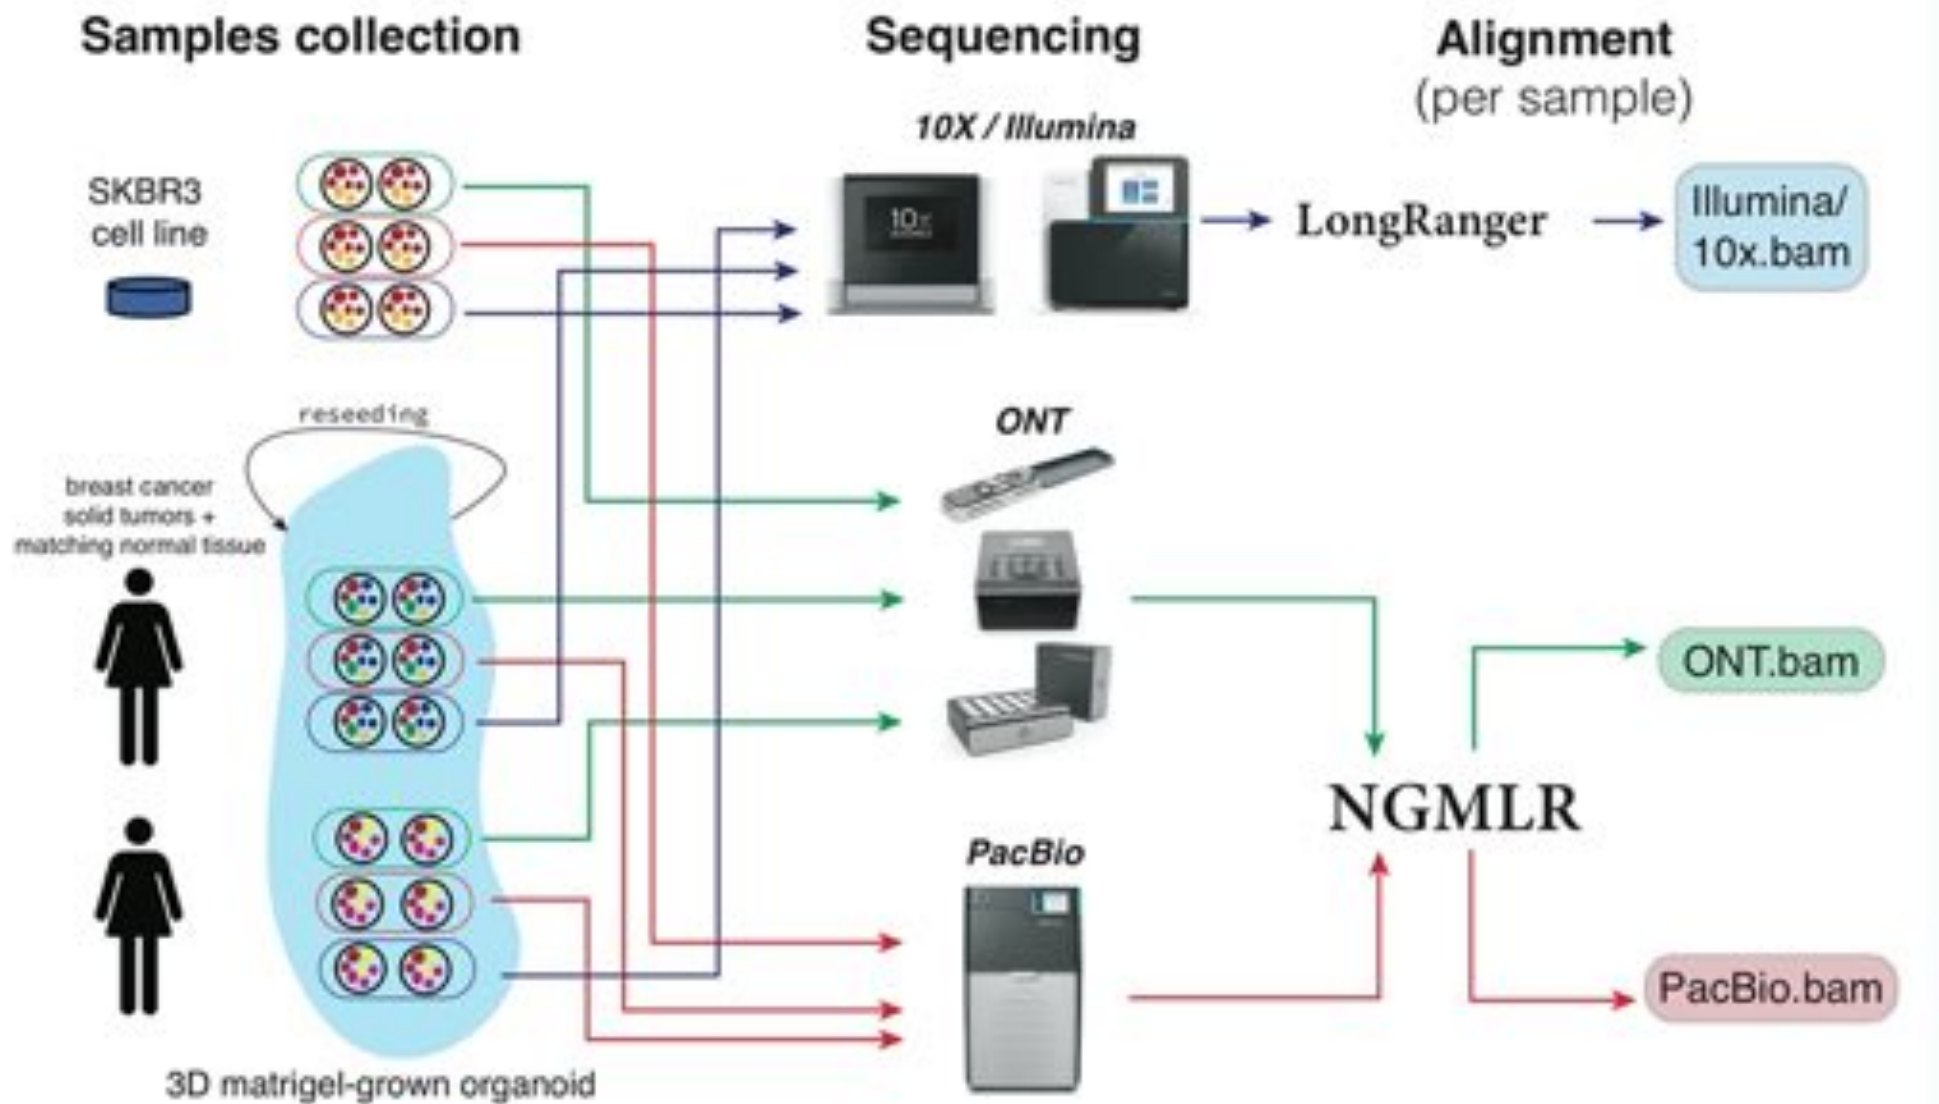 Samples collection
Sequencing
Alignment
(per sample)
10X / Illumina
SKBR3
cell line
10X
LongRanger
Illumina/
10x.bam
reseeding
ONT
breast cancer
solid tumors +
matching normal tissue
ONT.bam
NGMLR
PacBio
PacBio.bam
3D matrigel-grown organoid